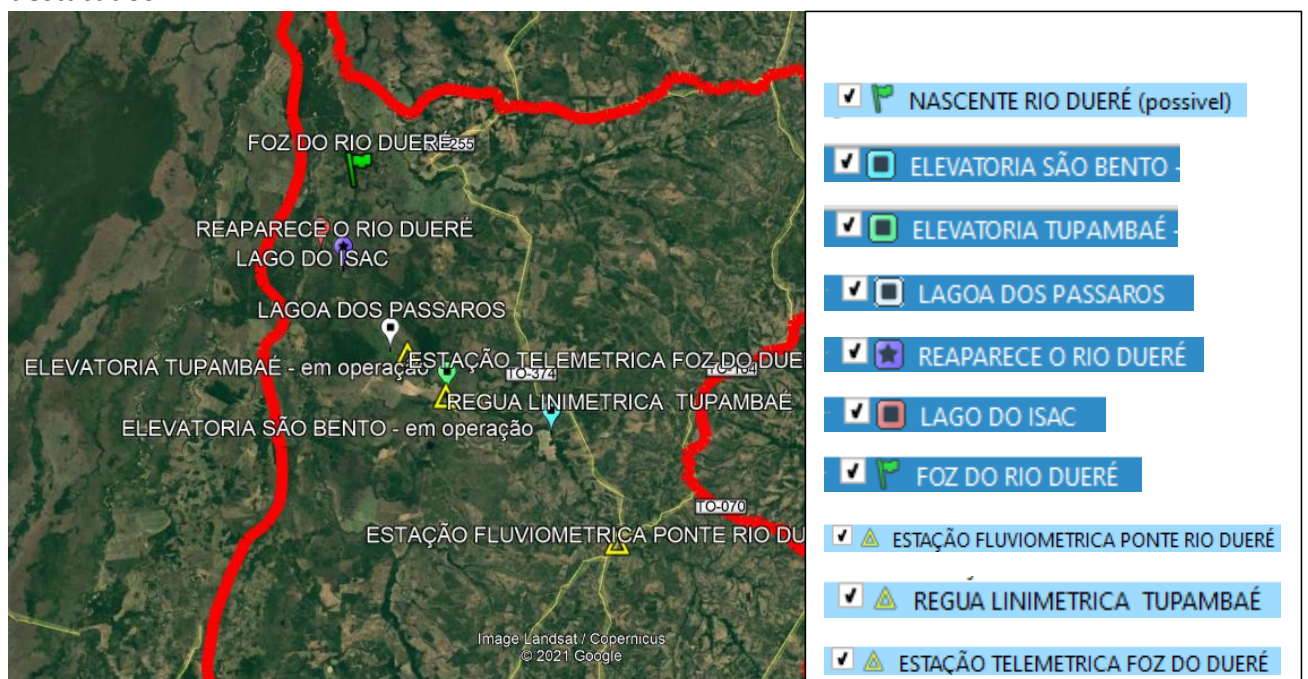 FOZ DO RIO DUERÉ
255
REAPARECE O RIO DUERÉ
LAGO DO ISAC
LAGOA DOS PASSAROS
ESTAÇÃO TELEMETRICA FOZ DO DUE
ELEVATORIA TUPAMBAÉ - em operação
TO-374
REGUA LINIMETRICA TUPAMBAÉ
ELEVATORIA SÃO BENTO - em operação
TO-070
ESTAÇÃO FLUVIOMETRICA PONTE RIO DU
Image Landsat / Copernicus
© 2021 Google
NASCENTE RIO DUERÉ (possivel)
ELEVATORIA SÃO BENTO -
ELEVATORIA TUPAMBAÉ -
LAGOA DOS PASSAROS
REAPARECE O RIO DUERÉ
LAGO DO ISAC
FOZ DO RIO DUERÉ
ESTAÇÃO FLUVIOMETRICA PONTE RIO DUERÉ
REGUA LINIMETRICA TUPAMBAÉ
ESTAÇÃO TELEMETRICA FOZ DO DUERÉ